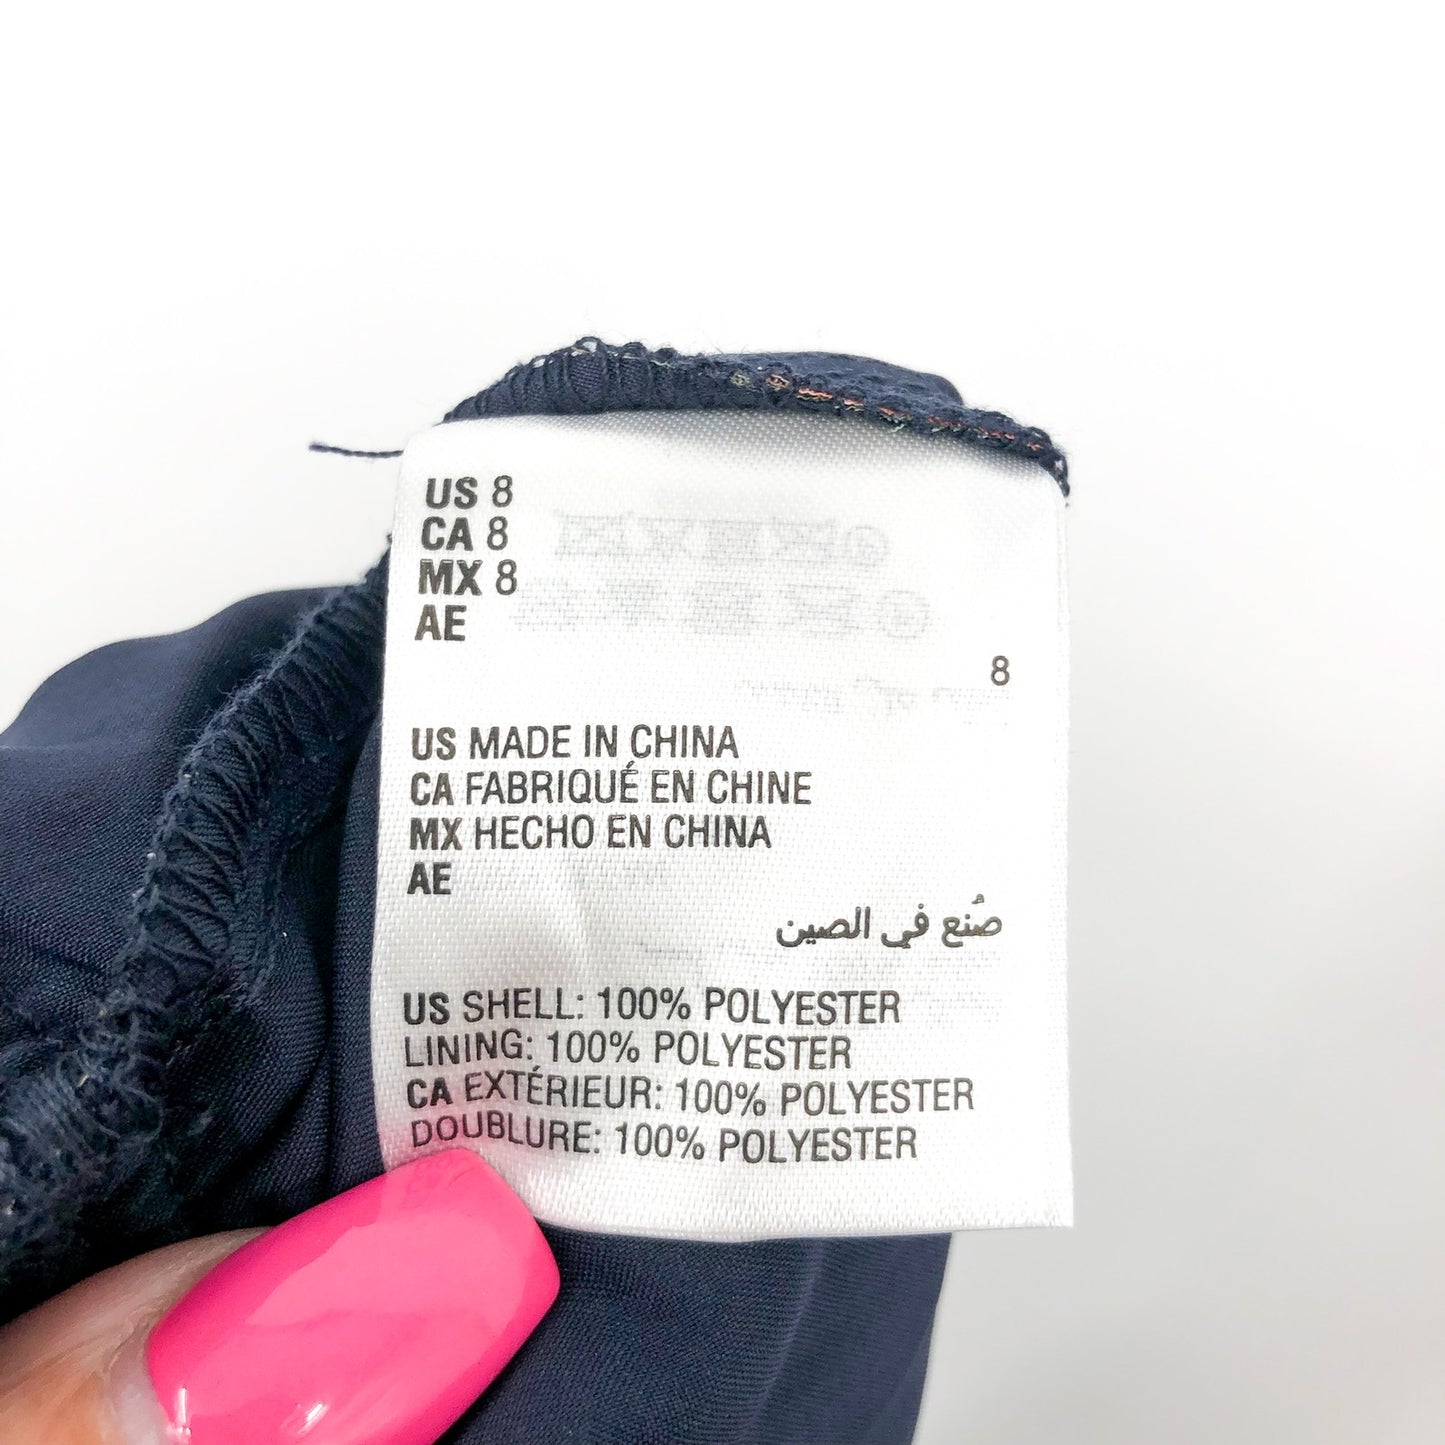 US 8
CA 8
MX 8
AE
8
US MADE IN CHINA
CA FABRIQUÉ EN CHINE
MX HECHO EN CHINA
AE
صُنع في الصين
US SHELL: 100% POLYESTER
LINING: 100% POLYESTER
CA EXTÉRIEUR: 100% POLYESTER
DOUBLURE: 100% POLYESTER